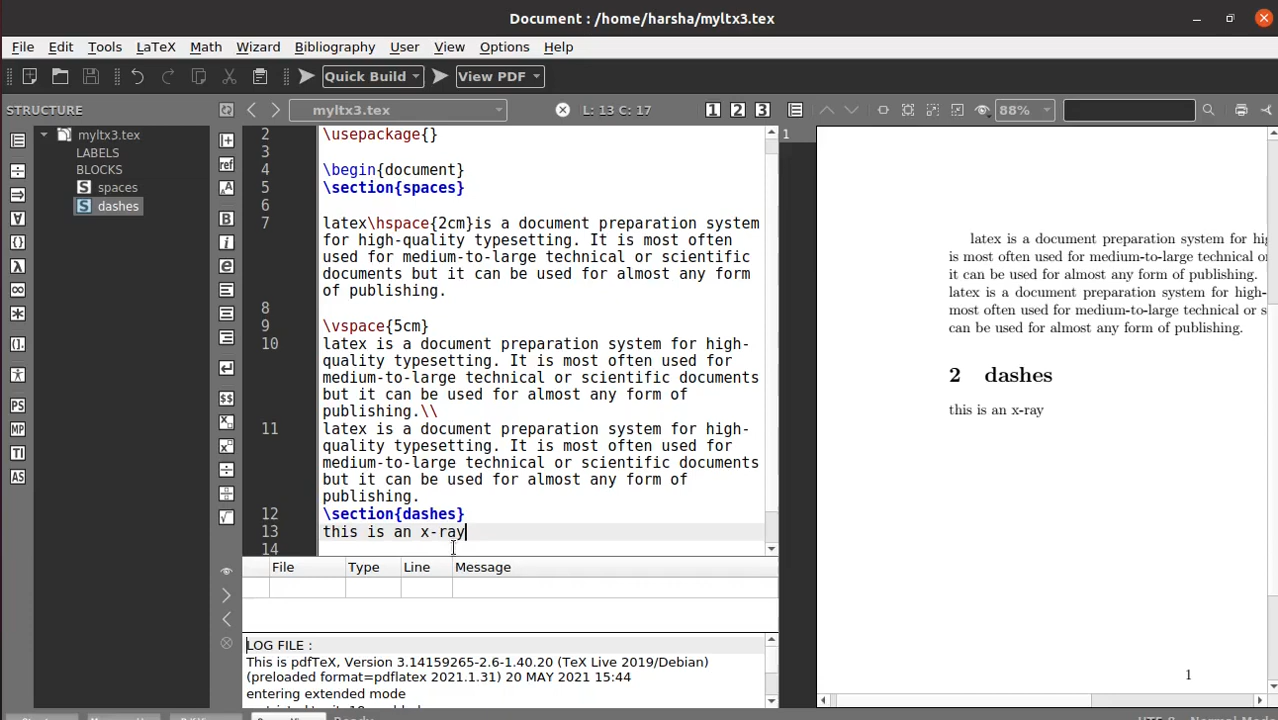 Document : /home/harsha/myltx3.tex
File Edit Tools LaTeX Math Wizard Bibliography User View Options Help
Quick Build View PDF
STRUCTURE myltx3.tex L: 13 C: 17 1 2 3 88%
myltx3.tex
LABELS
BLOCKS
S spaces
S dashes
ref
A
B
i
e
$$
PS
MP
TI
AS
2 \usepackage{}
3
4 \begin{document}
5 \section{spaces}
6
7 latex\hspace{2cm}is a document preparation system
for high-quality typesetting. It is most often
used for medium-to-large technical or scientific
documents but it can be used for almost any form
of publishing.
8
9 \vspace{5cm}
10 latex is a document preparation system for high-
quality typesetting. It is most often used for
medium-to-large technical or scientific documents
but it can be used for almost any form of
publishing.\\
11 latex is a document preparation system for high-
quality typesetting. It is most often used for
medium-to-large technical or scientific documents
but it can be used for almost any form of
publishing.
12 \section{dashes}
13 this is an x-ray
14
File Type Line Message
LOG FILE :
This is pdfTeX, Version 3.14159265-2.6-1.40.20 (TeX Live 2019/Debian)
(preloaded format=pdflatex 2021.1.31) 20 MAY 2021 15:44
entering extended mode
1
latex is a document preparation system for hig
is most often used for medium-to-large technical o
it can be used for almost any form of publishing.
latex is a document preparation system for high-
most often used for medium-to-large technical or s
can be used for almost any form of publishing.
2 dashes
this is an x-ray
1